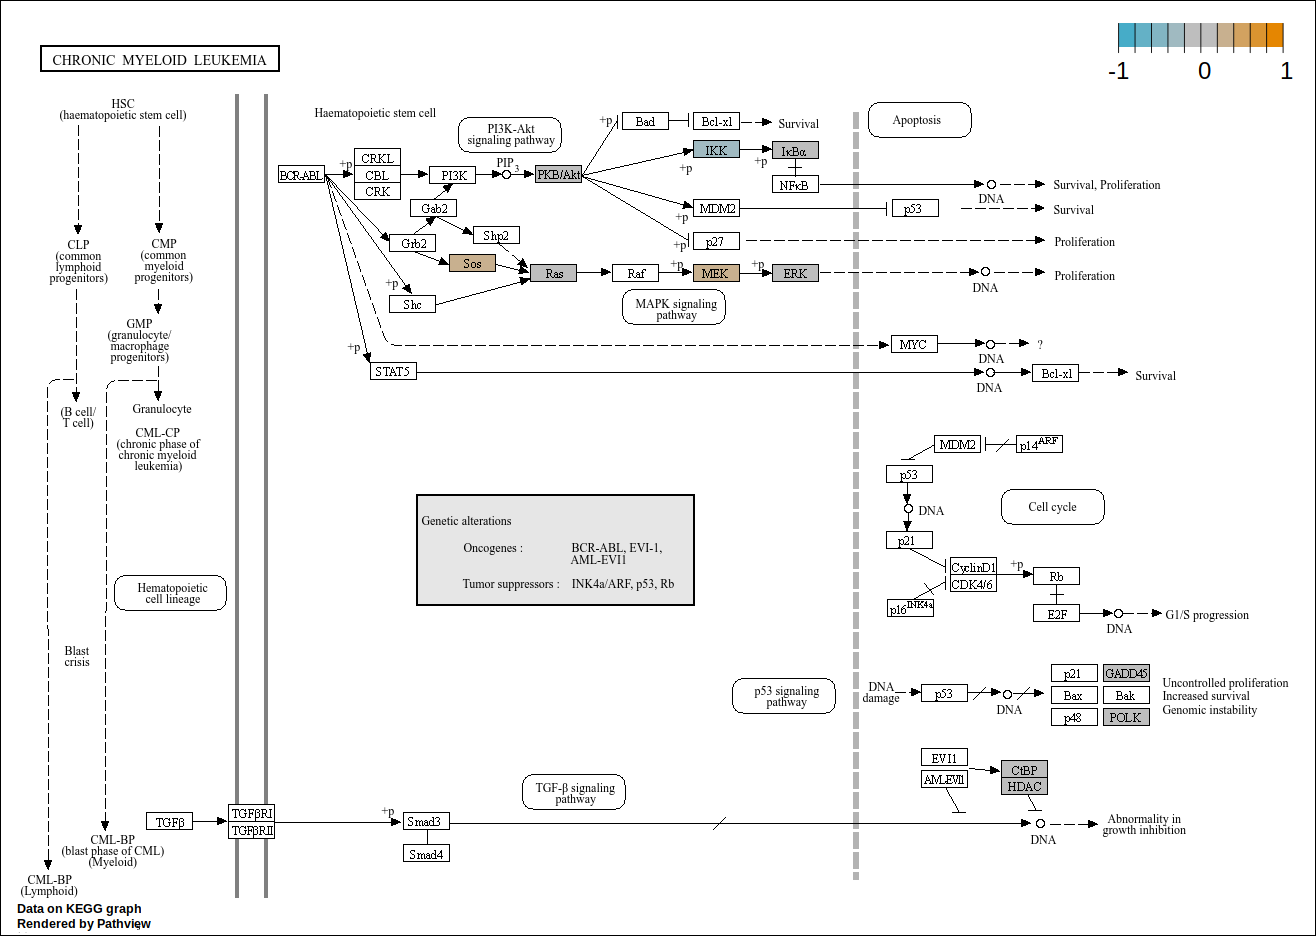 -1 0 1
CHRONIC MYELOID LEUKEMIA
HSC
(haematopoietic stem cell)
CLP
(common
lymphoid
progenitors)
CMP
(common
myeloid
progenitors)
GMP
(granulocyte/
macrophage
progenitors)
(B cell/
T cell)
Granulocyte
CML-CP
(chronic phase of
chronic myeloid
leukemia)
Hematopoietic
cell lineage
Blast
crisis
CML-BP
(blast phase of CML)
(Myeloid)
CML-BP
(Lymphoid)
Haematopoietic stem cell
PI3K-Akt
signaling pathway
Apoptosis
BCR-ABL
+p
CRKL
CBL
CRK
PI3K
PIP3
PKB/Akt
+p
Bad
Bcl-xl
Survival
IKK
+p
+p
IκBα
NFκB
DNA
Survival, Proliferation
MDM2
+p
p53
Survival
p27
+p
Proliferation
Gab2
Grb2
Shp2
Sos
Ras
Raf
+p
MEK
+p
ERK
DNA
Proliferation
+p
Shc
MAPK signaling
pathway
MYC
DNA
?
+p
STAT5
DNA
Bcl-xl
Survival
MDM2
p14ARF
p53
DNA
Cell cycle
p21
CyclinD1
CDK4/6
+p
Rb
p16INK4a
E2F
DNA
G1/S progression
Genetic alterations
Oncogenes : BCR-ABL, EVI-1,
AML-EVI1
Tumor suppressors : INK4a/ARF, p53, Rb
p53 signaling
pathway
DNA
damage
p53
DNA
p21
GADD45
Bax
Bak
p48
POLK
Uncontrolled proliferation
Increased survival
Genomic instability
EVI1
AML-EVI1
CtBP
HDAC
TGF-β signaling
pathway
TGFβ
TGFβRI
TGFβRII
+p
Smad3
Smad4
DNA
Abnormality in
growth inhibition
Data on KEGG graph
Rendered by Pathview